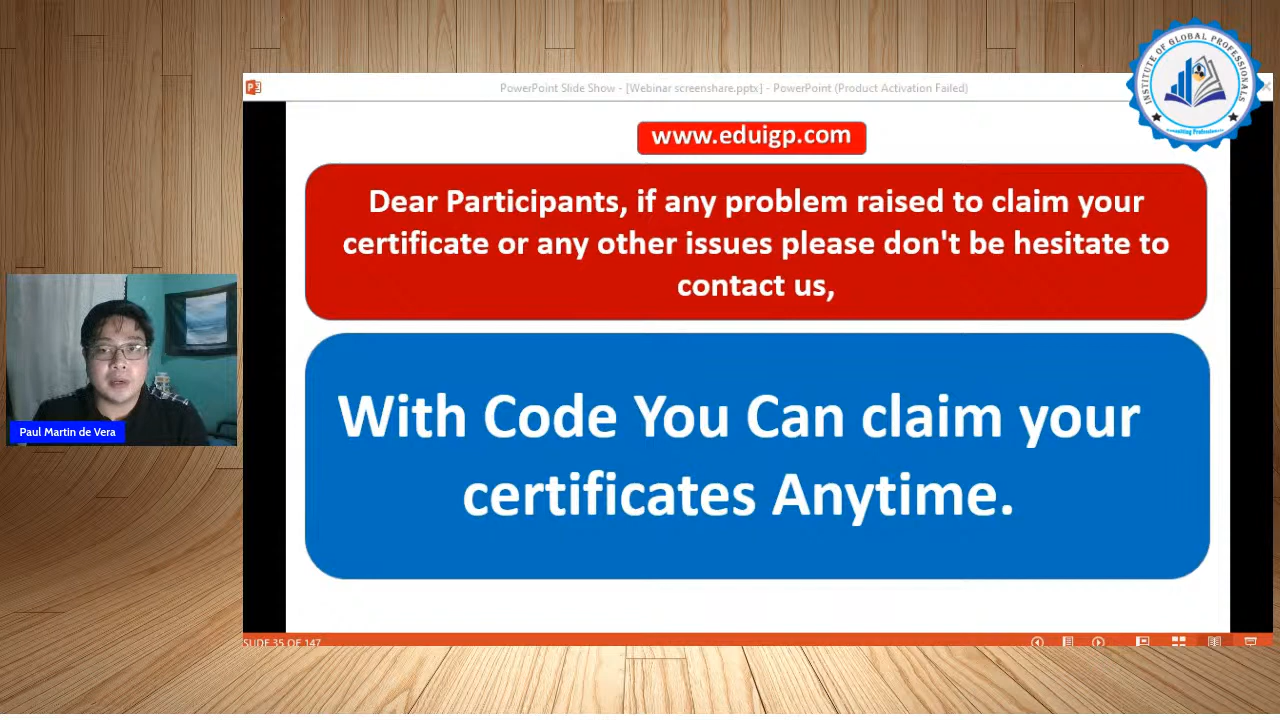 INSTITUTE OF GLOBAL PROFESSIONALS
Consulting Professionals
PowerPoint Slide Show - [Webinar screenshare.pptx] - PowerPoint (Product Activation Failed)
www.eduigp.com
Dear Participants, if any problem raised to claim your
certificate or any other issues please don't be hesitate to
contact us,
With Code You Can claim your
certificates Anytime.
Paul Martin de Vera
SLIDE 35 OF 147